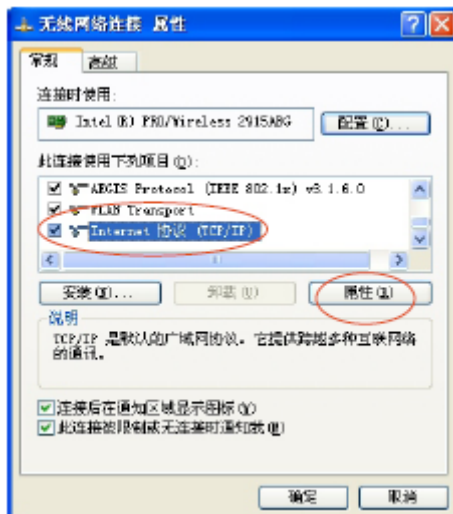 无线网络连接 属性
常规 高级
连接时使用:
Intel(R) PRO/Wireless 2915ABG 配置(C)...
此连接使用下列项目(O):
AEGIS Protocol (IEEE 802.1x) v3.1.6.0
WLAN Transport
Internet 协议 (TCP/IP)
安装(N)... 卸载(U) 属性(R)
说明
TCP/IP 是默认的广域网协议。它提供跨越多种互联网络
的通讯。
连接后在通知区域显示图标(W)
此连接被限制或无连接时通知我(M)
确定 取消